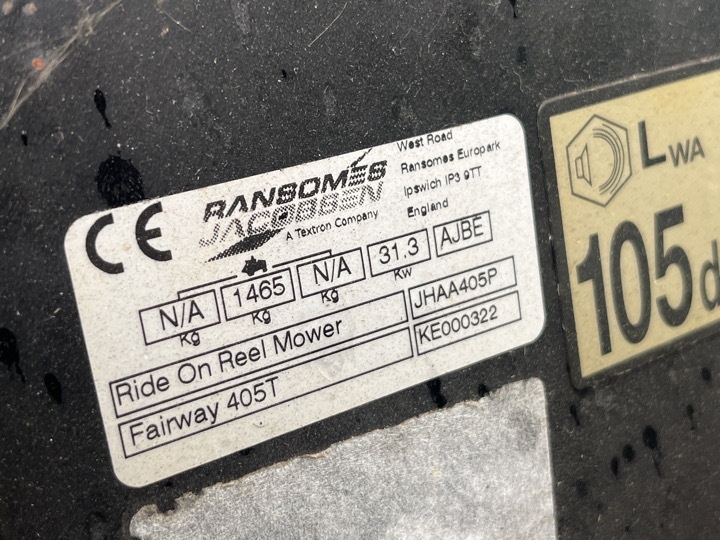 CE
RANSOMES
JACOBSEN
A Textron Company
West Road
Ransomes Europark
Ipswich IP3 9TT
England
N/A 1465 N/A 31.3 AJBE
Kg Kg Kg Kw
Ride On Reel Mower JHAA405P
Fairway 405T KE000322
LWA
105d